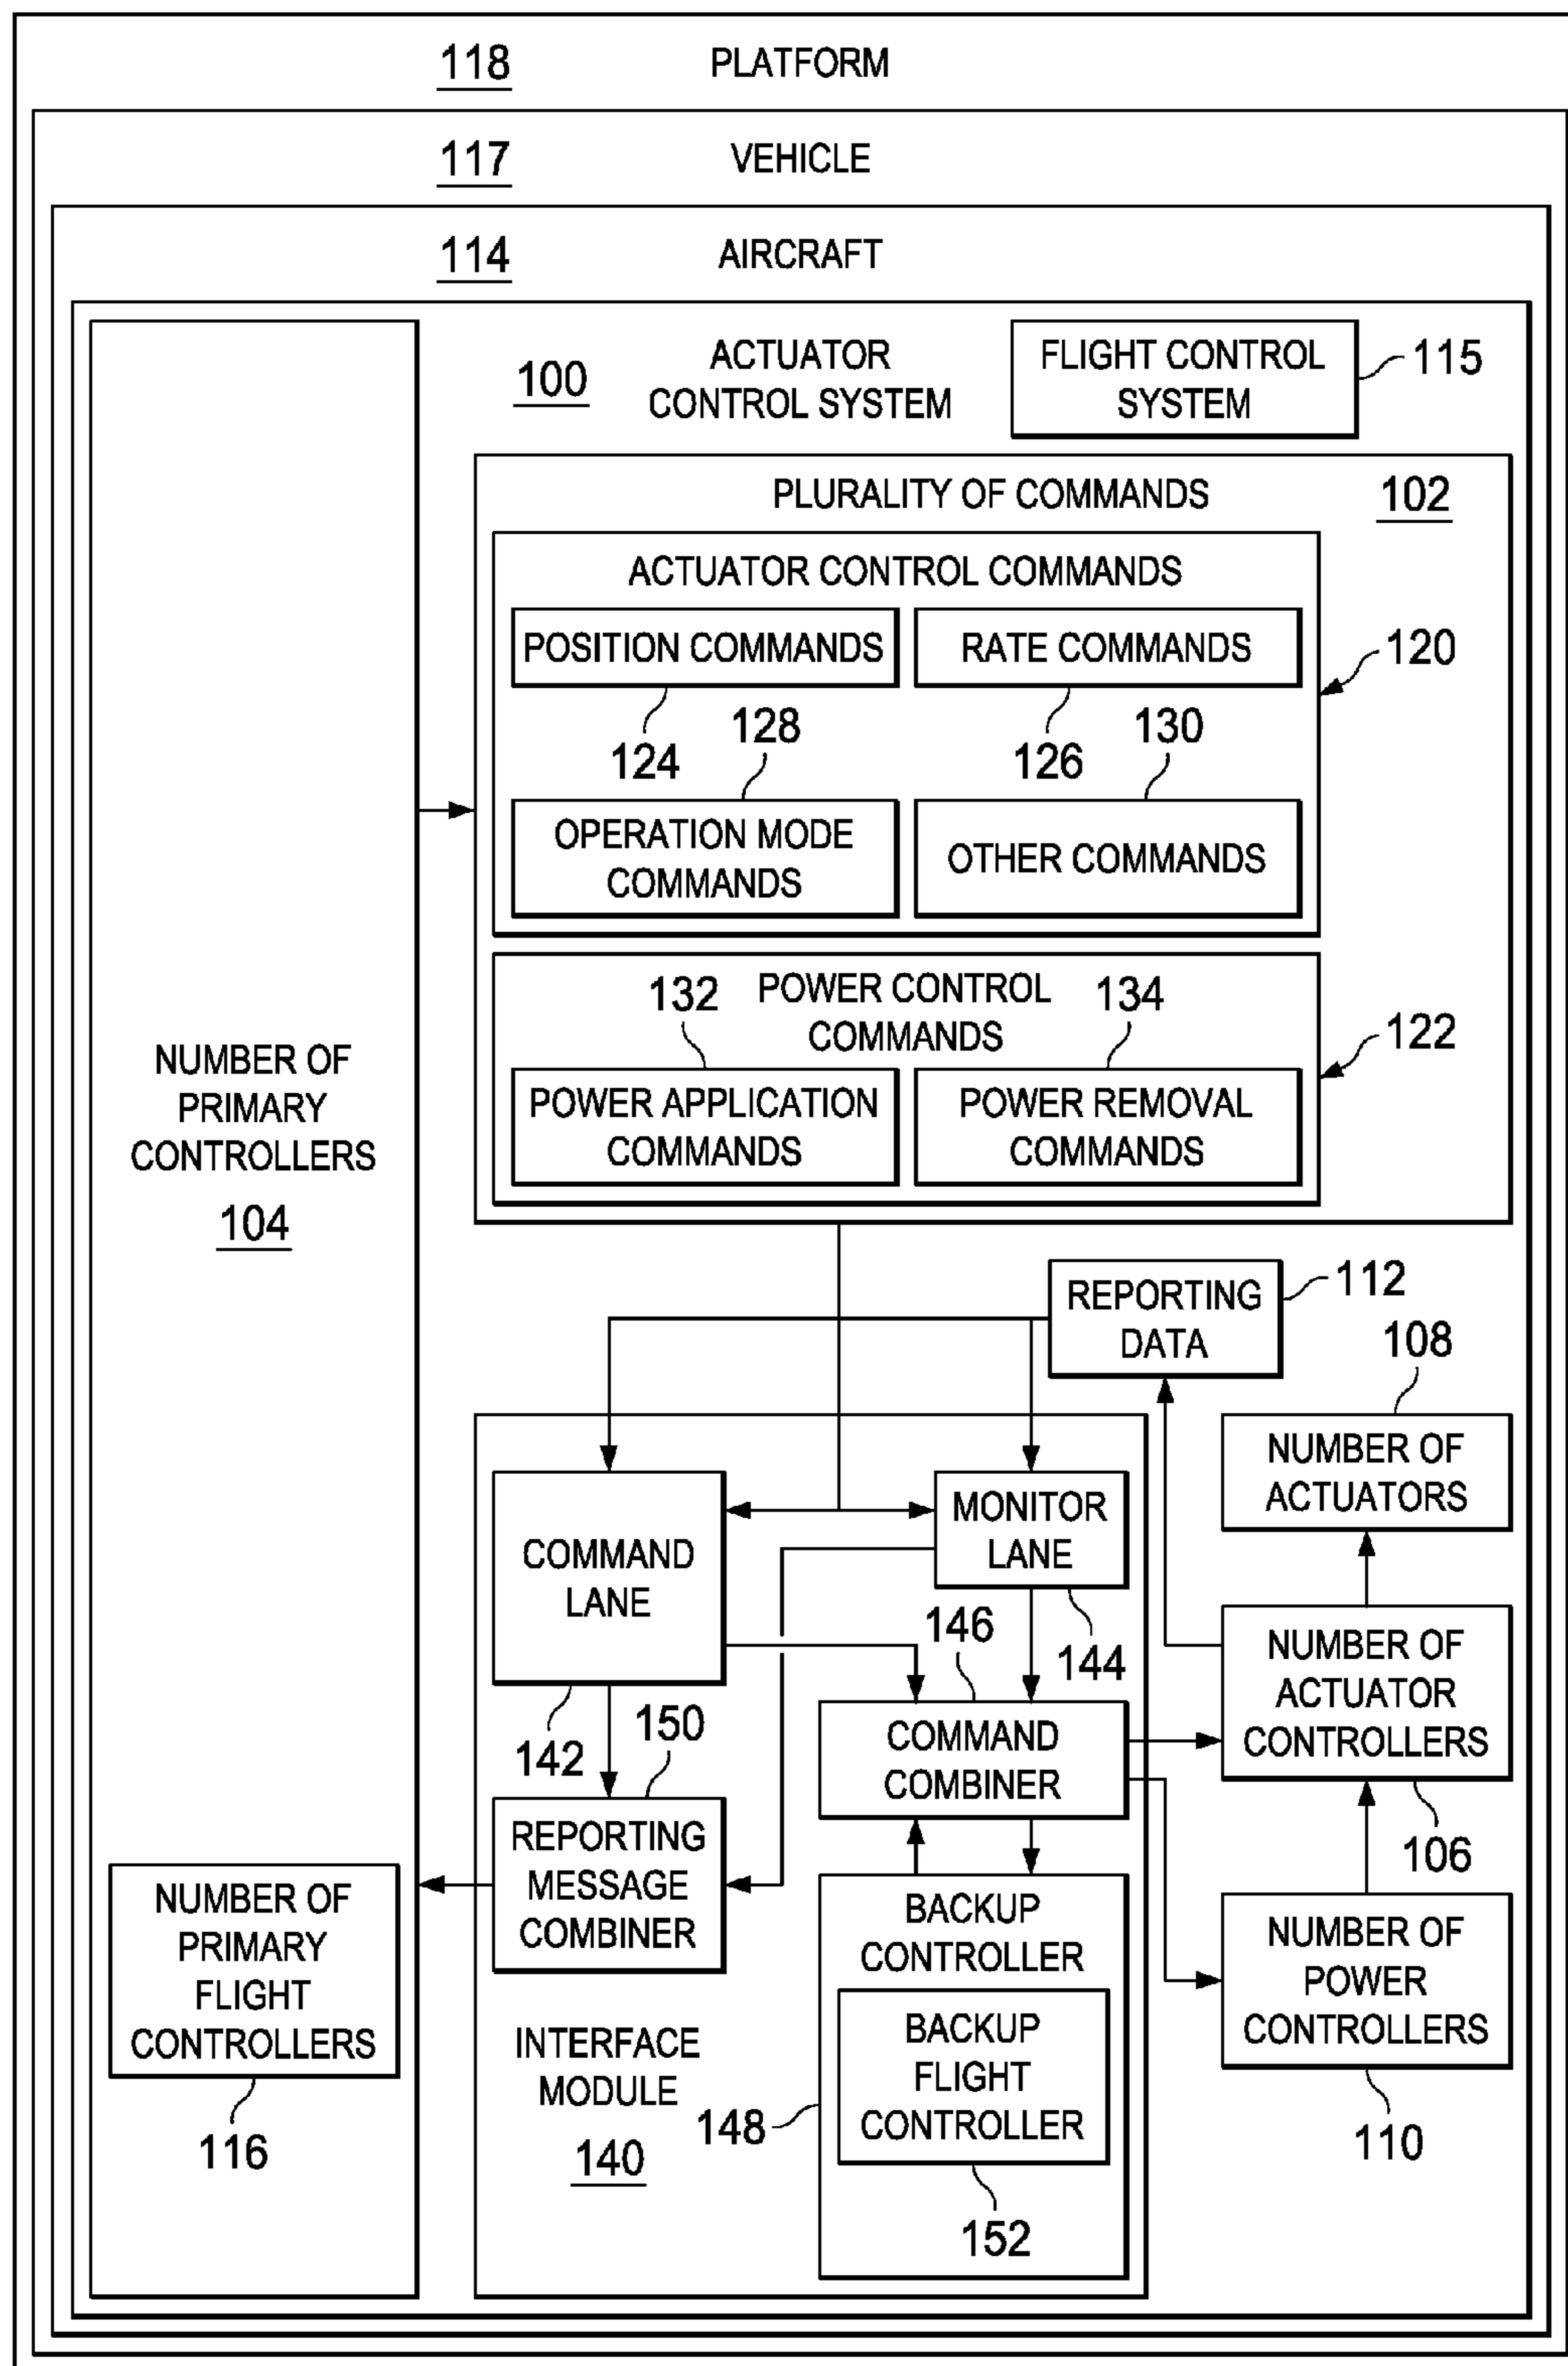 118 PLATFORM
117 VEHICLE
114 AIRCRAFT
100
ACTUATOR
CONTROL SYSTEM
FLIGHT CONTROL
SYSTEM
115
PLURALITY OF COMMANDS 102
ACTUATOR CONTROL COMMANDS
POSITION COMMANDS
RATE COMMANDS
120
124
128
126
130
OPERATION MODE
COMMANDS
OTHER COMMANDS
132
POWER CONTROL
COMMANDS
134
122
POWER APPLICATION
COMMANDS
POWER REMOVAL
COMMANDS
NUMBER OF
PRIMARY
CONTROLLERS
104
REPORTING
DATA
112
108
NUMBER OF
ACTUATORS
COMMAND
LANE
MONITOR
LANE
146
144
142
150
COMMAND
COMBINER
NUMBER OF
ACTUATOR
CONTROLLERS
106
REPORTING
MESSAGE
COMBINER
NUMBER OF
PRIMARY
FLIGHT
CONTROLLERS
116
BACKUP
CONTROLLER
BACKUP
FLIGHT
CONTROLLER
148
152
NUMBER OF
POWER
CONTROLLERS
110
INTERFACE
MODULE
140